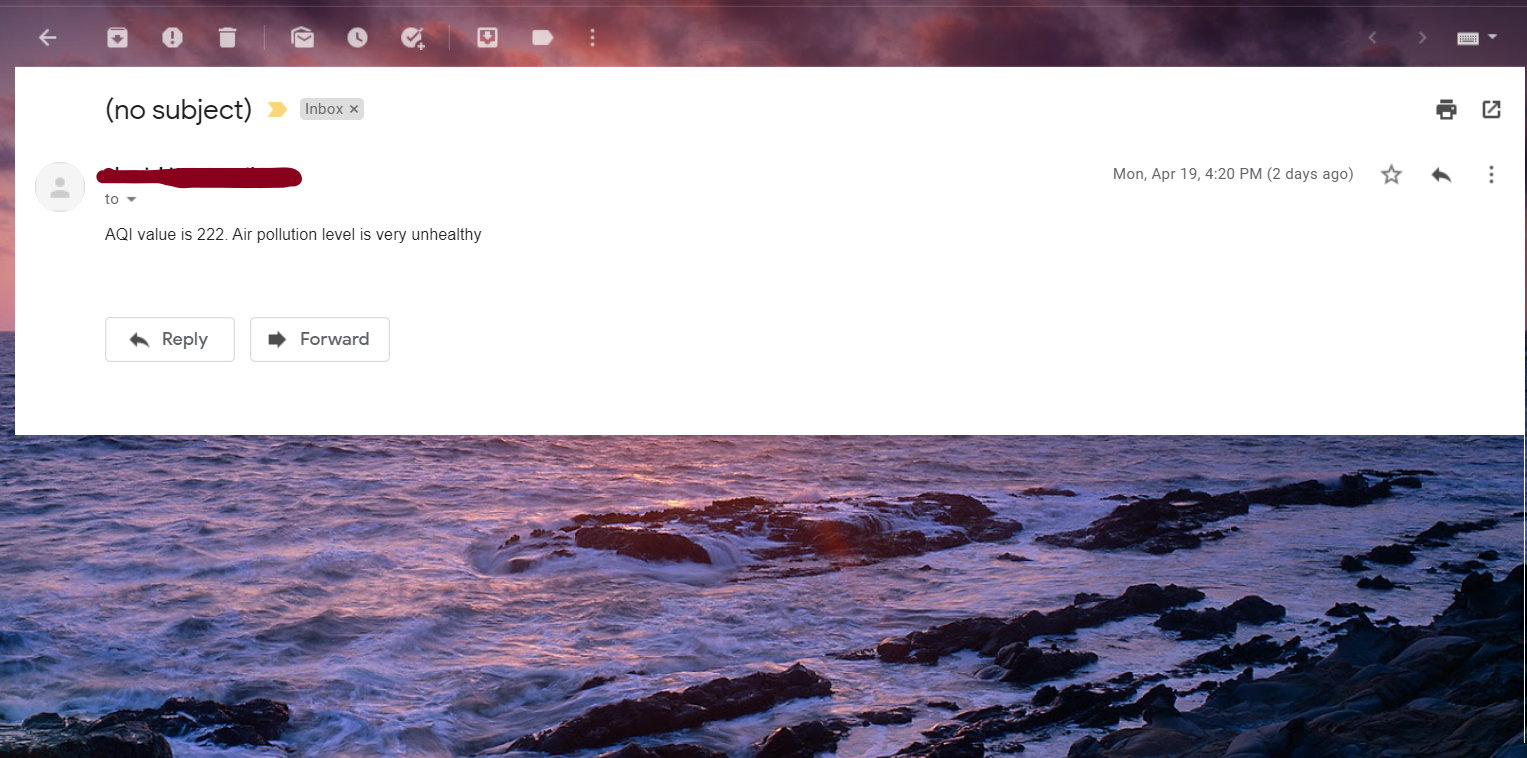 (no subject) Inbox ×
Mon, Apr 19, 4:20 PM (2 days ago)
to
AQI value is 222. Air pollution level is very unhealthy
Reply Forward